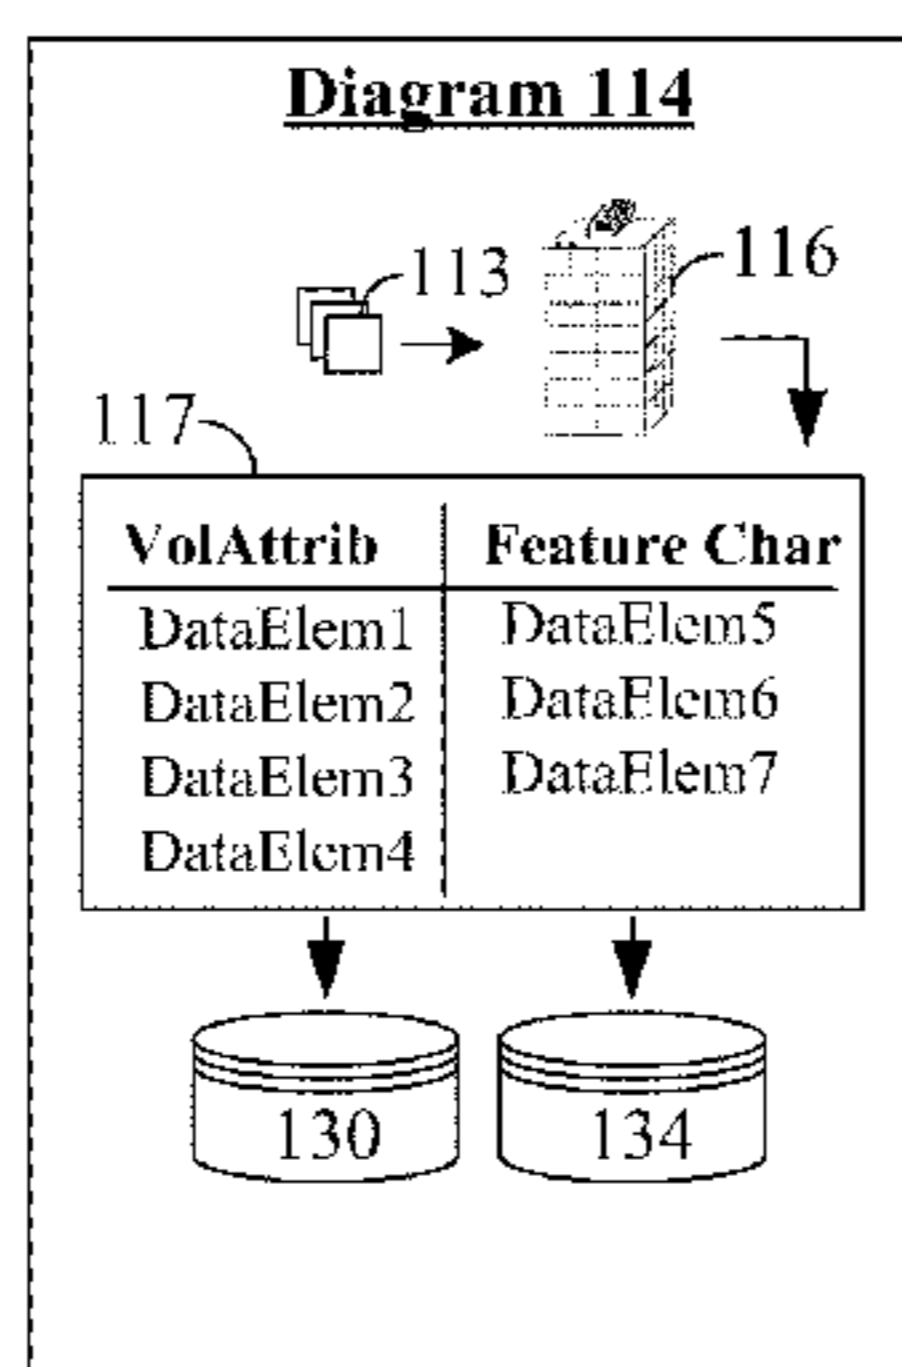 Diagram 114
113
116
117
VolAttrib Feature Char
DataElem1 DataElem5
DataElem2 DataElem6
DataElem3 DataElem7
DataElem4
130 134